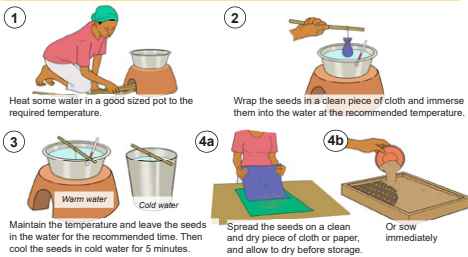 1
Heat some water in a good sized pot to the
required temperature.
2
Wrap the seeds in a clean piece of cloth and immerse
them into the water at the recommended temperature.
3
Warm water
Cold water
Maintain the temperature and leave the seeds
in the water for the recommended time. Then
cool the seeds in cold water for 5 minutes.
4a
Spread the seeds on a clean
and dry piece of cloth or paper,
and allow to dry before storage.
4b
Or sow
immediately